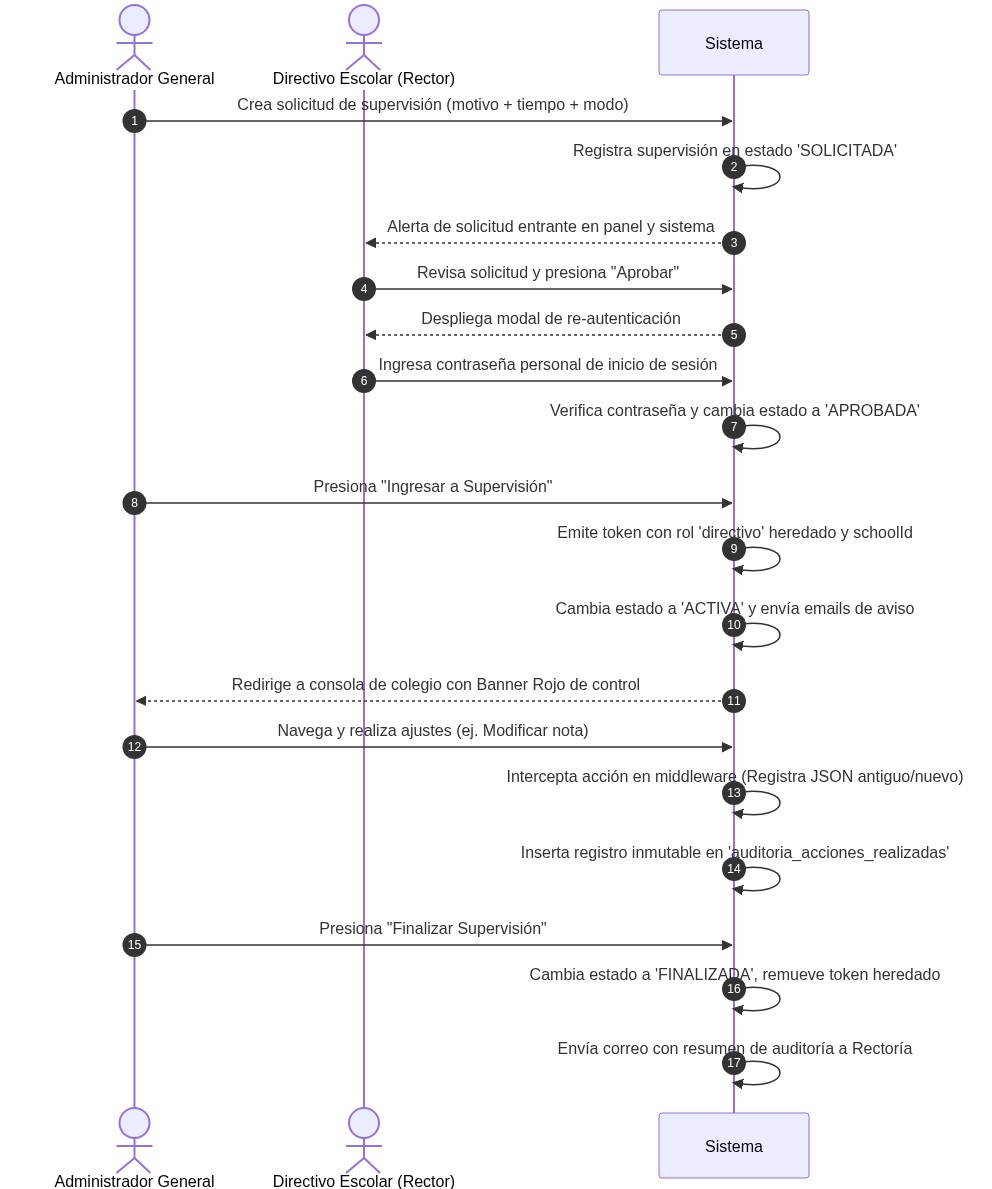 Administrador General
Directivo Escolar (Rector)
Sistema
Crea solicitud de supervisión (motivo + tiempo + modo)
1
Registra supervisión en estado 'SOLICITADA'
2
Alerta de solicitud entrante en panel y sistema
3
Revisa solicitud y presiona "Aprobar"
4
Despliega modal de re-autenticación
5
Ingresa contraseña personal de inicio de sesión
6
Verifica contraseña y cambia estado a 'APROBADA'
7
Presiona "Ingresar a Supervisión"
8
Emite token con rol 'directivo' heredado y schoolId
9
Cambia estado a 'ACTIVA' y envía emails de aviso
10
Redirige a consola de colegio con Banner Rojo de control
11
Navega y realiza ajustes (ej. Modificar nota)
12
Intercepta acción en middleware (Registra JSON antiguo/nuevo)
13
Inserta registro inmutable en 'auditoria_acciones_realizadas'
14
Presiona "Finalizar Supervisión"
15
Cambia estado a 'FINALIZADA', remueve token heredado
16
Envía correo con resumen de auditoría a Rectoría
17
Administrador General
Directivo Escolar (Rector)
Sistema